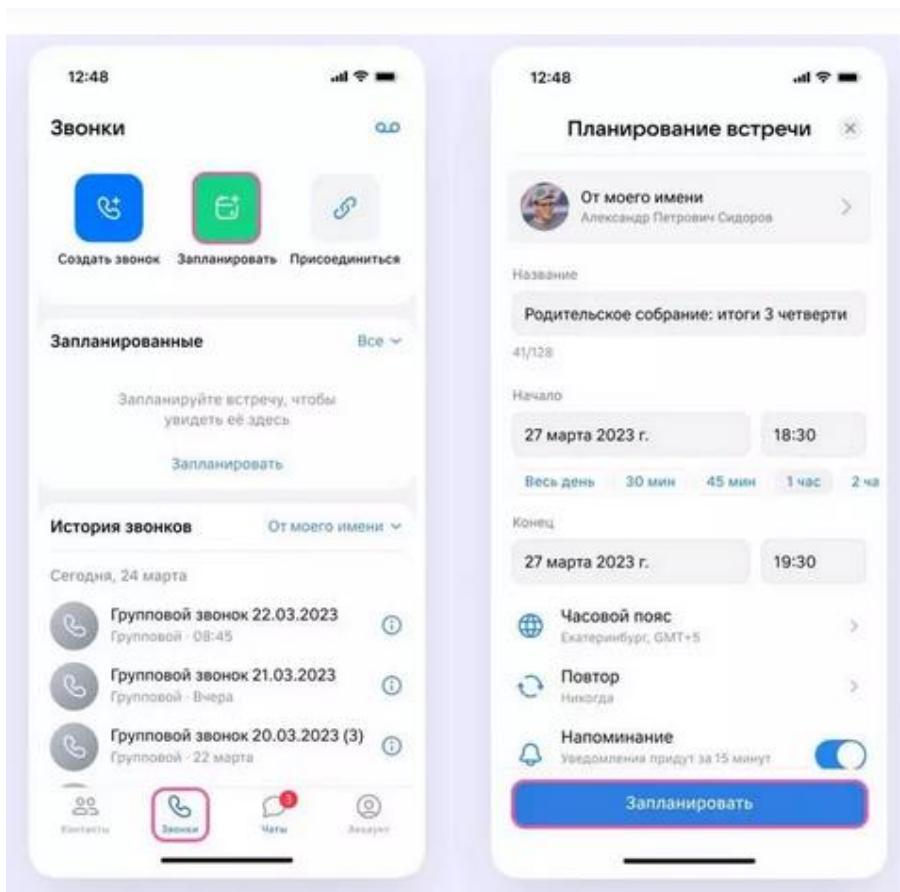 12:48
Звонки
Создать звонок
Запланировать
Присоединиться
Запланированные
Все
Запланируйте встречу, чтобы
увидеть её здесь
Запланировать
История звонков
От моего имени
Сегодня, 24 марта
Групповой звонок 22.03.2023
Групповой · 08:45
Групповой звонок 21.03.2023
Групповой · Вчера
Групповой звонок 20.03.2023 (3)
Групповой · 22 марта
Контакты
Звонки
3
Чаты
Аккаунт
12:48
Планирование встречи
От моего имени
Александр Петрович Сидоров
Название
Родительское собрание: итоги 3 четверти
41/128
Начало
27 марта 2023 г.
18:30
Весь день
30 мин
45 мин
1 час
2 ча
Конец
27 марта 2023 г.
19:30
Часовой пояс
Екатеринбург, GMT+5
Повтор
Никогда
Напоминание
Уведомления придут за 15 минут
Запланировать